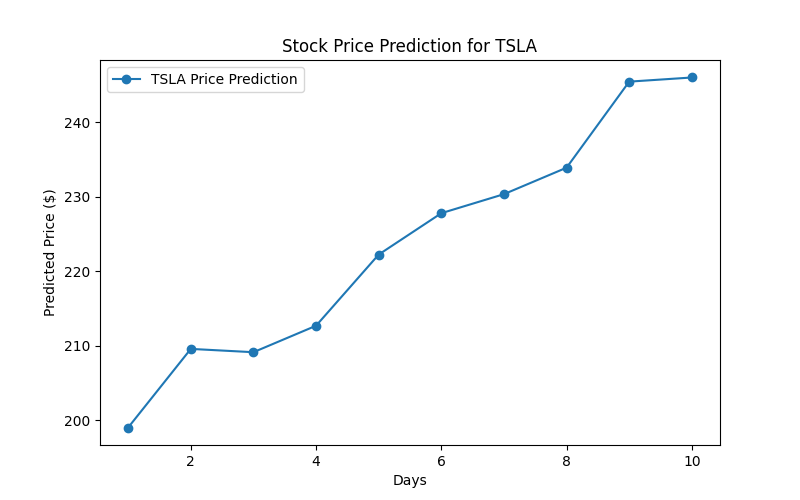 Stock Price Prediction for TSLA
TSLA Price Prediction
Predicted Price ($)
240
230
220
210
200
2 4 6 8 10
Days